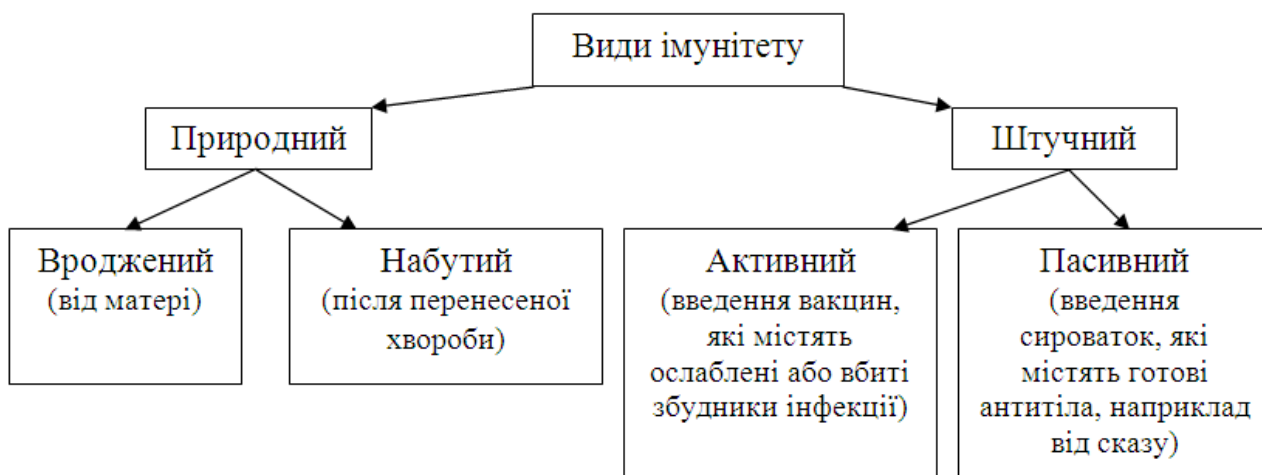 Види імунітету
Природний
Штучний
Вроджений
(від матері)
Набутий
(після перенесеної
хвороби)
Активний
(введення вакцин,
які містять
ослаблені або вбиті
збудники інфекції)
Пасивний
(введення
сироваток, які
містять готові
антитіла, наприклад
від сказу)